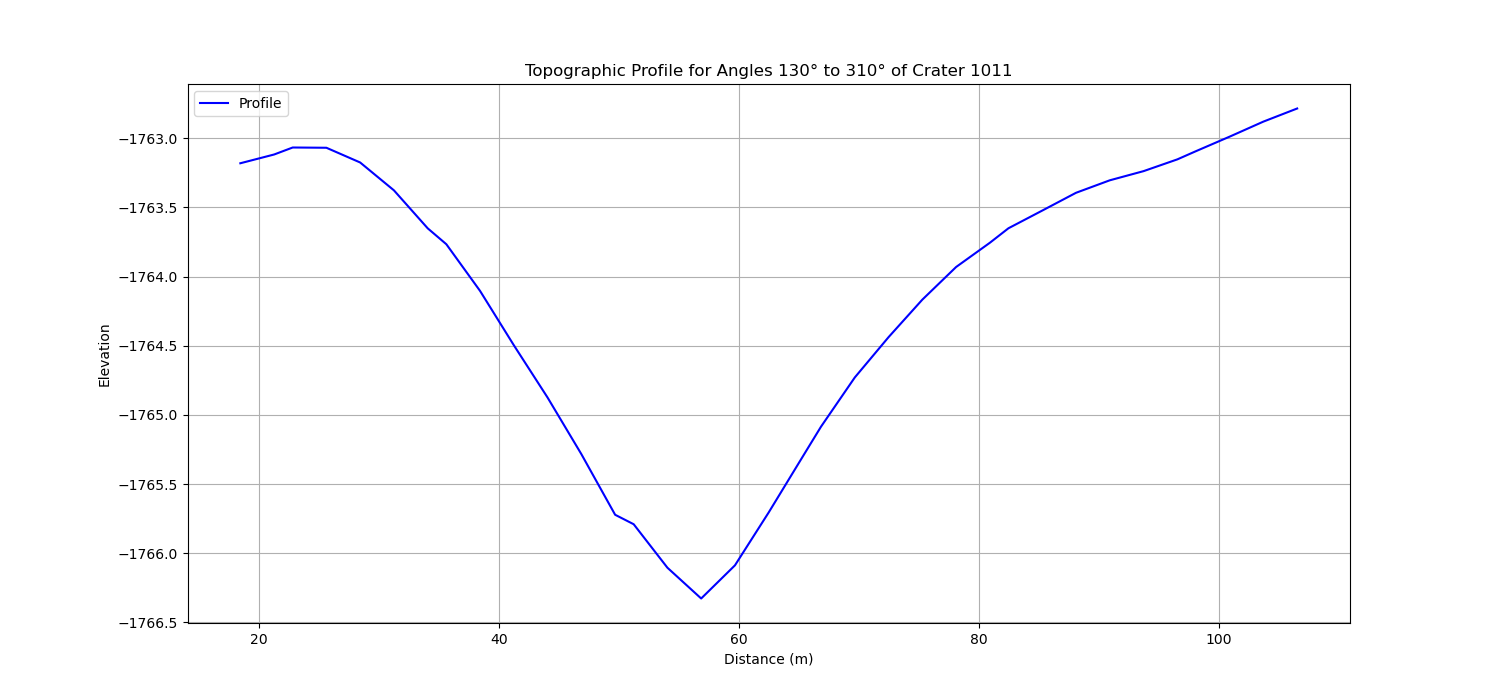 Topographic Profile for Angles 130° to 310° of Crater 1011
Profile
−1763.0
−1763.5
−1764.0
−1764.5
−1765.0
−1765.5
−1766.0
−1766.5
Elevation
20 40 60 80 100
Distance (m)